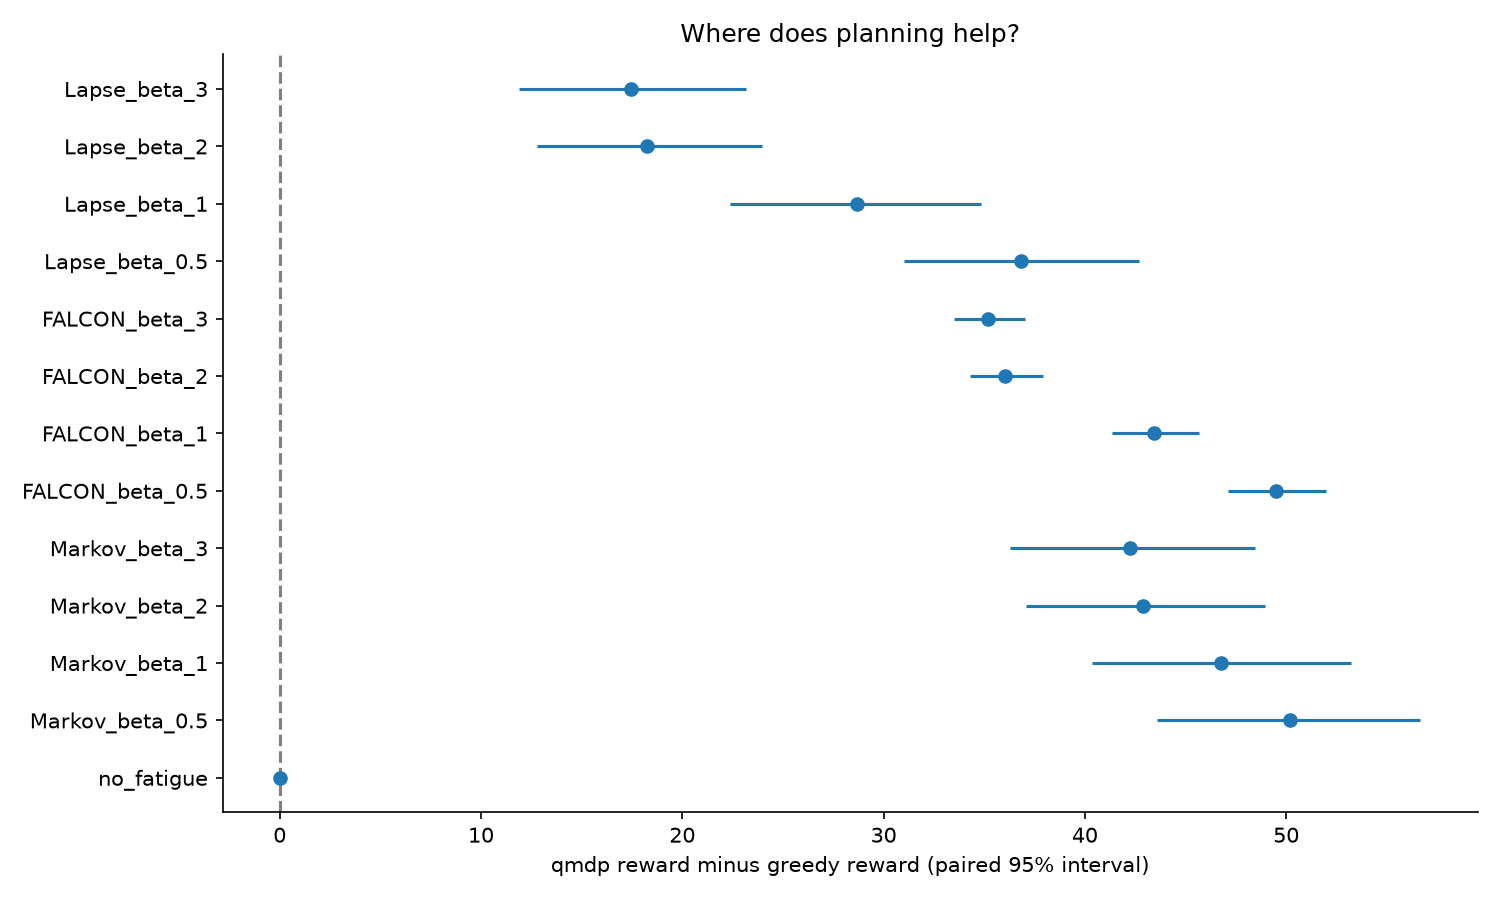 Where does planning help?
Lapse_beta_3
Lapse_beta_2
Lapse_beta_1
Lapse_beta_0.5
FALCON_beta_3
FALCON_beta_2
FALCON_beta_1
FALCON_beta_0.5
Markov_beta_3
Markov_beta_2
Markov_beta_1
Markov_beta_0.5
no_fatigue
0 10 20 30 40 50
qmdp reward minus greedy reward (paired 95% interval)